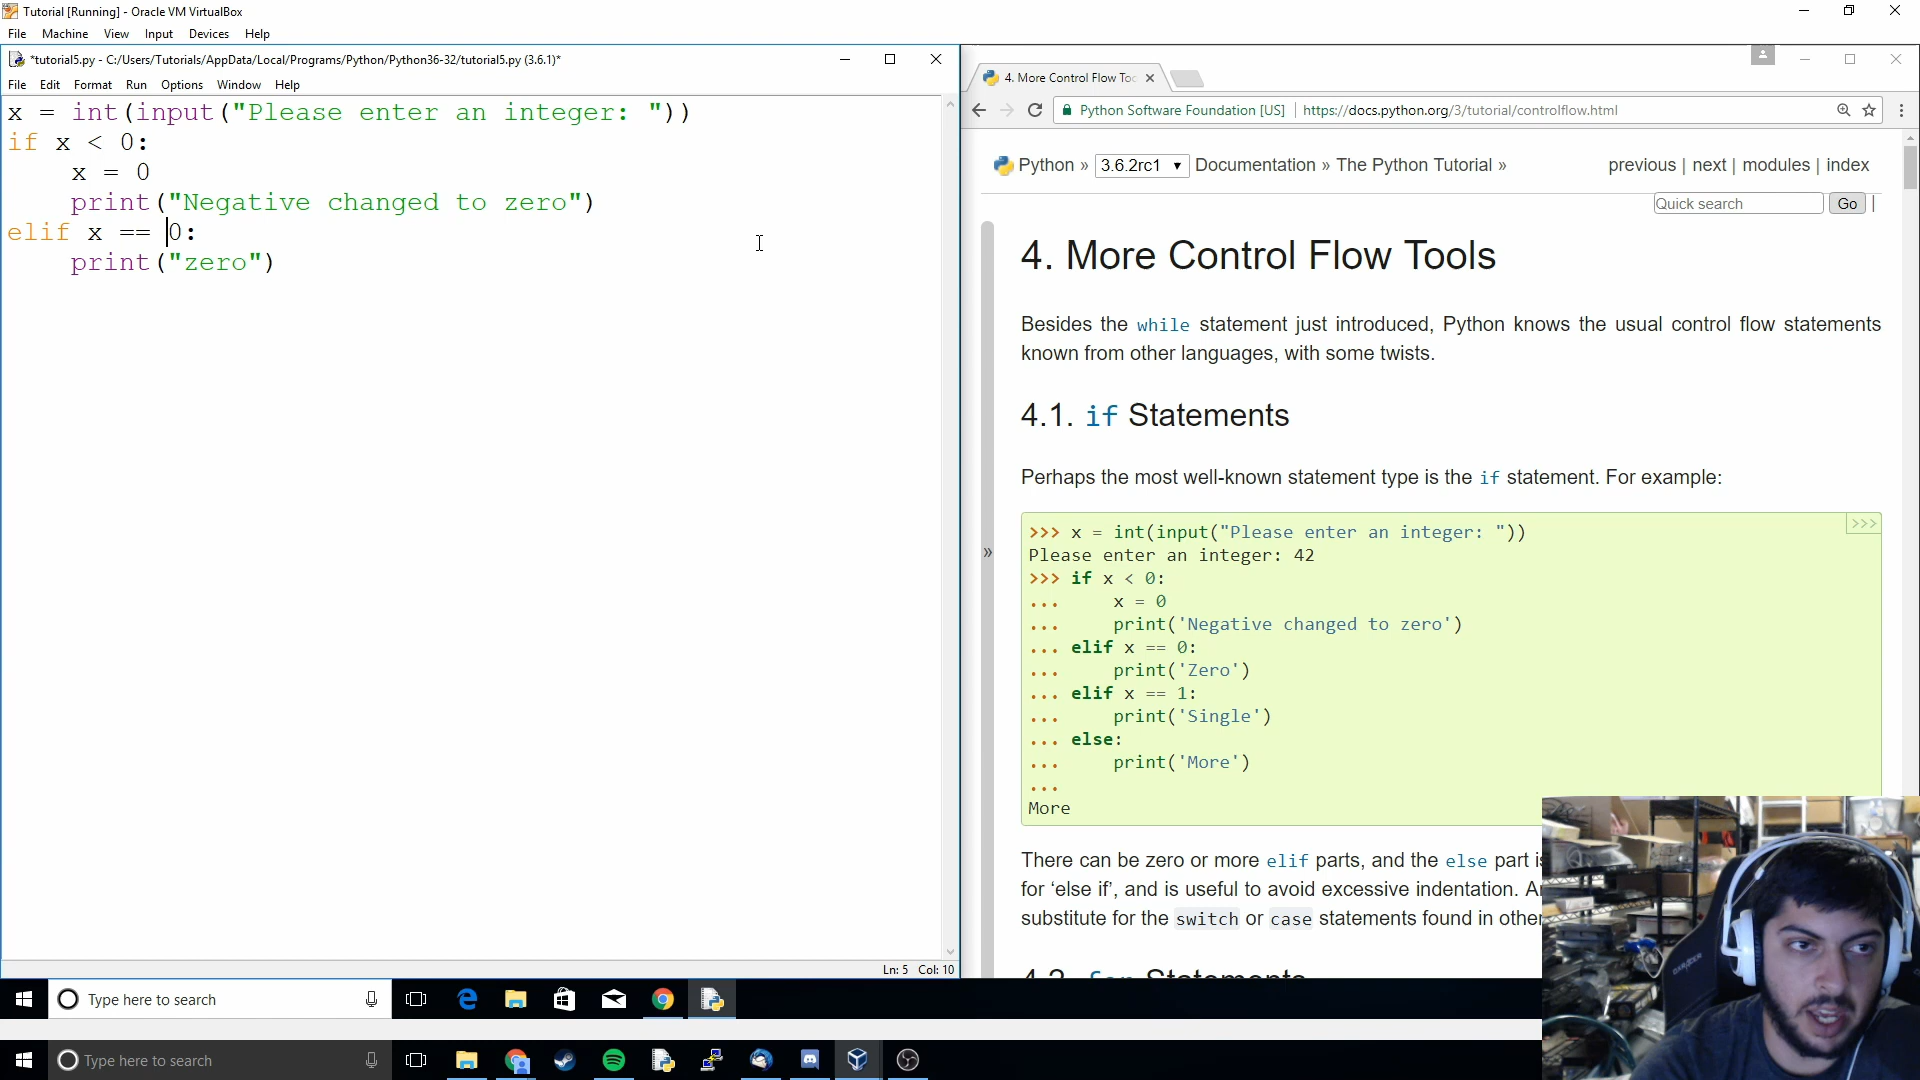 Tutorial [Running] - Oracle VM VirtualBox
File Machine View Input Devices Help
*tutorial5.py - C:/Users/Tutorials/AppData/Local/Programs/Python/Python36-32/tutorial5.py (3.6.1)*
File Edit Format Run Options Window Help
x = int(input("Please enter an integer: "))
if x < 0:
    x = 0
    print("Negative changed to zero")
elif x == 0:
    print("zero")
Ln: 5 Col: 10
4. More Control Flow Too
Python Software Foundation [US] https://docs.python.org/3/tutorial/controlflow.html
Python » 3.6.2rc1 Documentation » The Python Tutorial » previous | next | modules | index
Quick search Go |
4. More Control Flow Tools
Besides the while statement just introduced, Python knows the usual control flow statements
known from other languages, with some twists.
4.1. if Statements
Perhaps the most well-known statement type is the if statement. For example:
>>>
>>> x = int(input("Please enter an integer: "))
Please enter an integer: 42
>>> if x < 0:
...     x = 0
...     print('Negative changed to zero')
... elif x == 0:
...     print('Zero')
... elif x == 1:
...     print('Single')
... else:
...     print('More')
...
More
»
There can be zero or more elif parts, and the else part
for 'else if', and is useful to avoid excessive indentation.
substitute for the switch or case statements found in other
4.2. for Statements
Type here to search
Type here to search